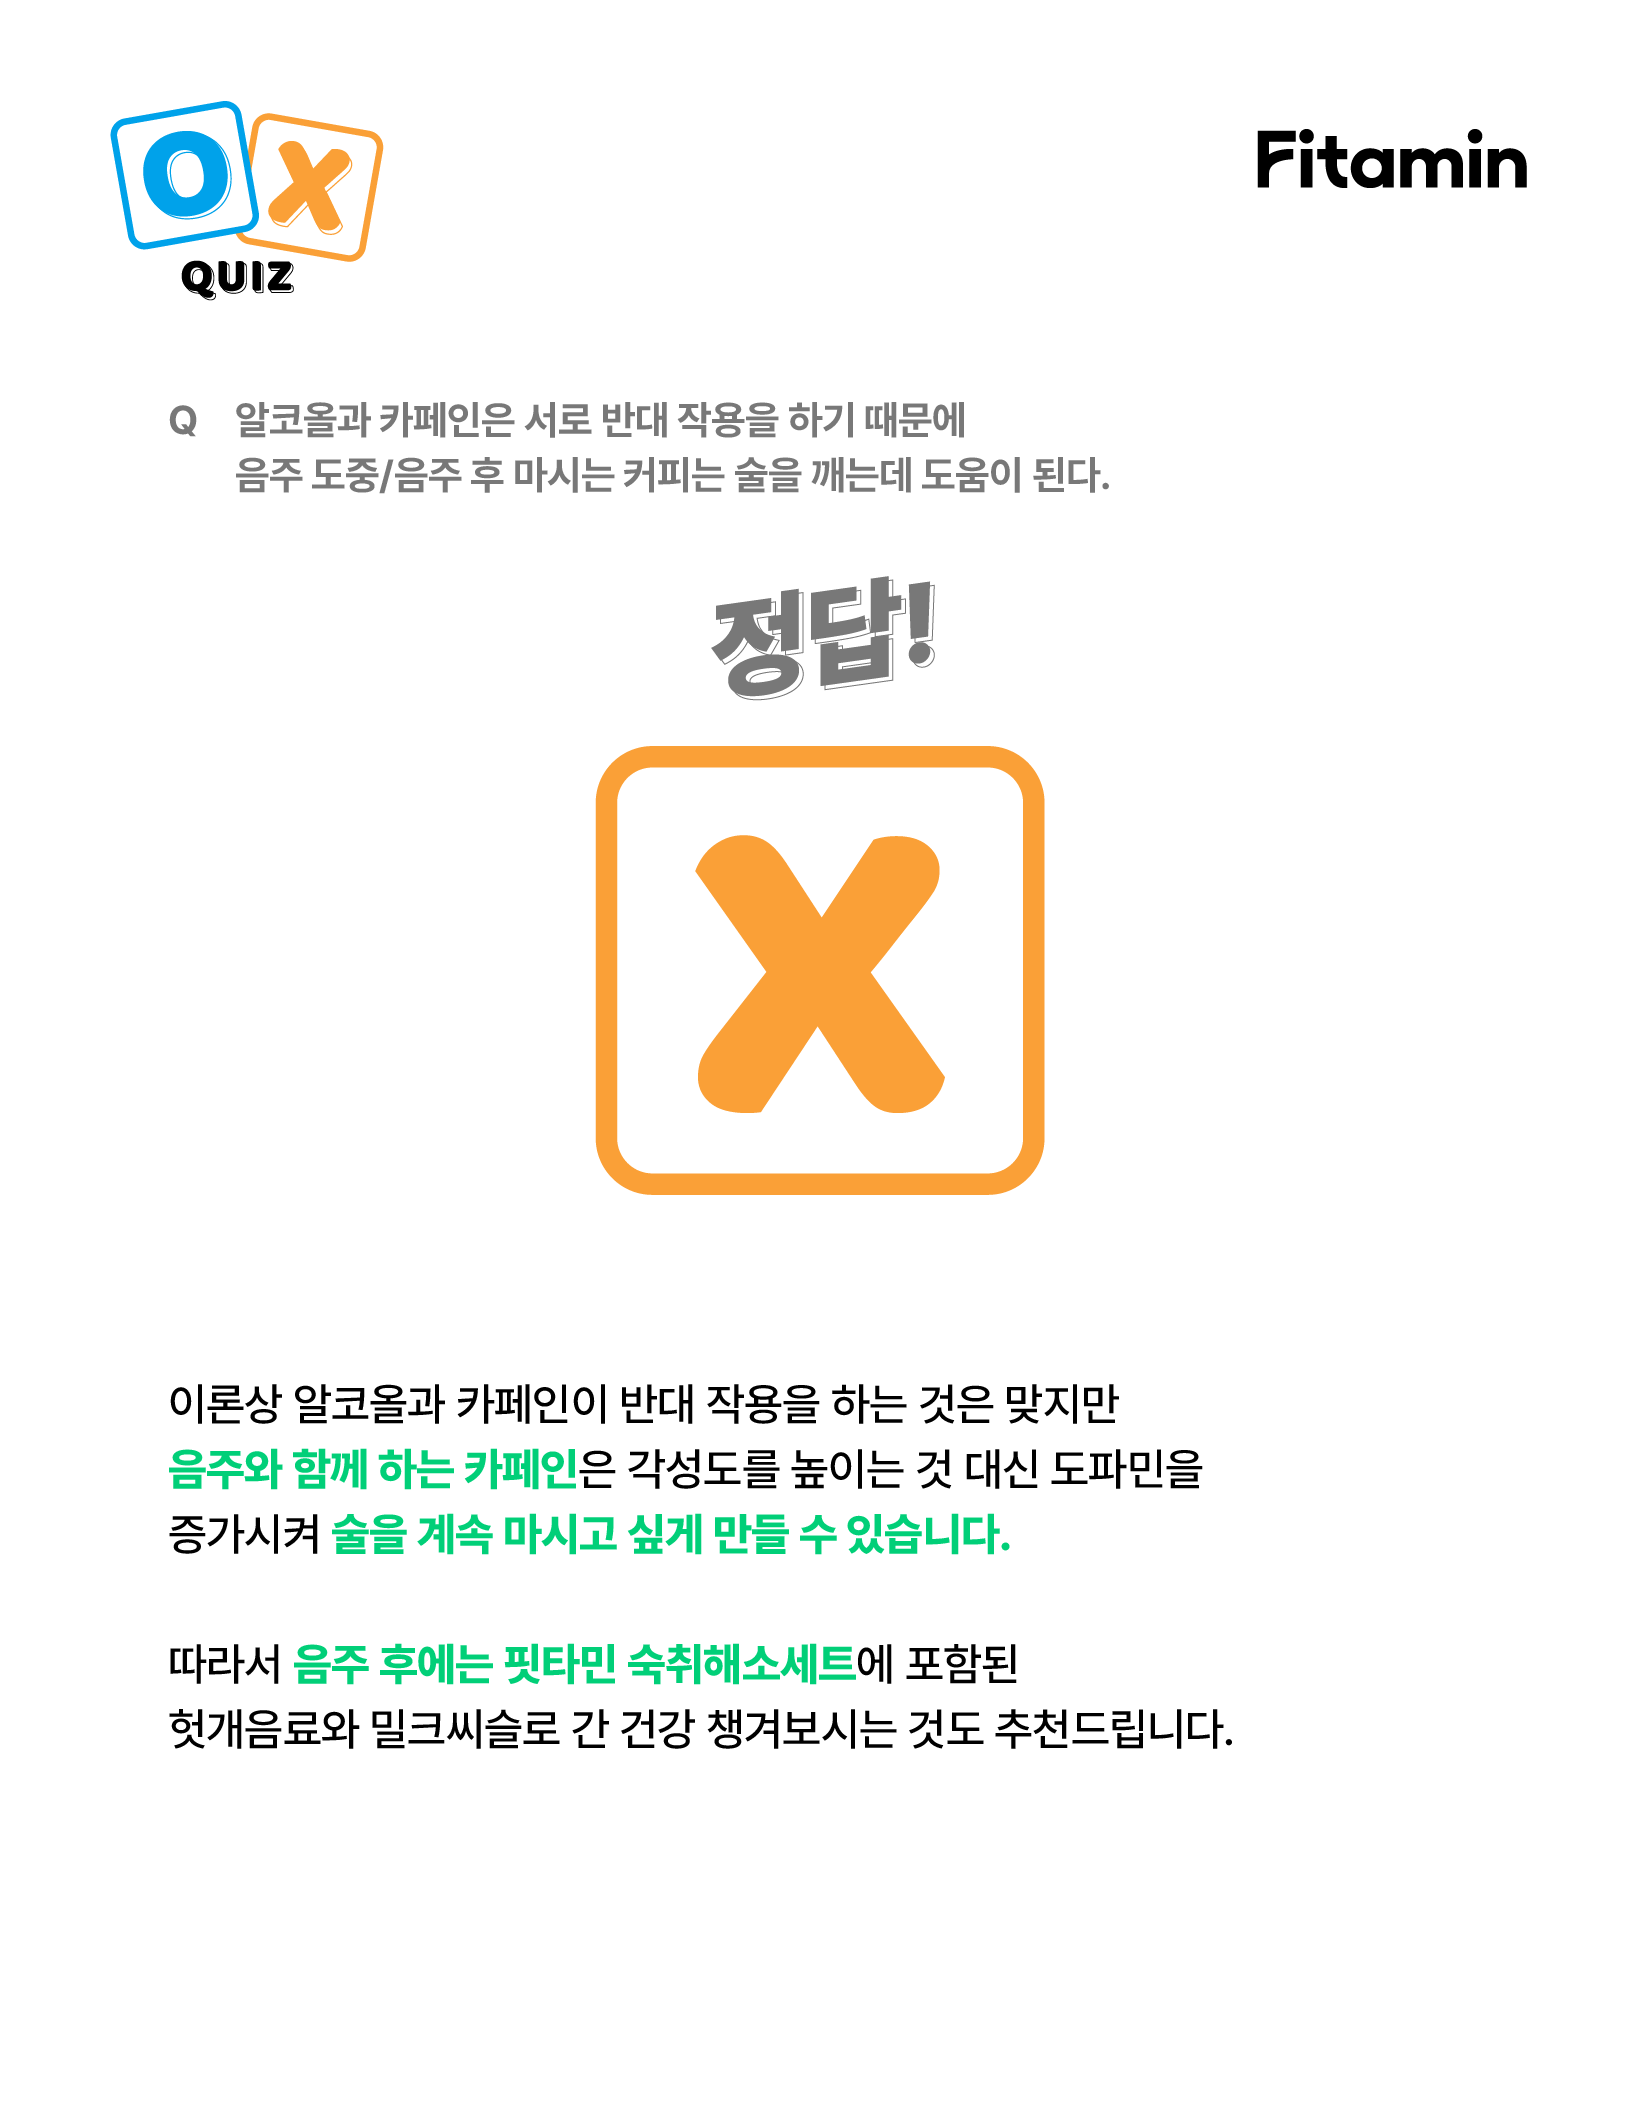 O X
QUIZ
Fitamin
Q 알코올과 카페인은 서로 반대 작용을 하기 때문에
음주 도중/음주 후 마시는 커피는 술을 깨는데 도움이 된다.
정답!
X
이론상 알코올과 카페인이 반대 작용을 하는 것은 맞지만
음주와 함께 하는 카페인은 각성도를 높이는 것 대신 도파민을
증가시켜 술을 계속 마시고 싶게 만들 수 있습니다.
따라서 음주 후에는 핏타민 숙취해소세트에 포함된
헛개음료와 밀크씨슬로 간 건강 챙겨보시는 것도 추천드립니다.